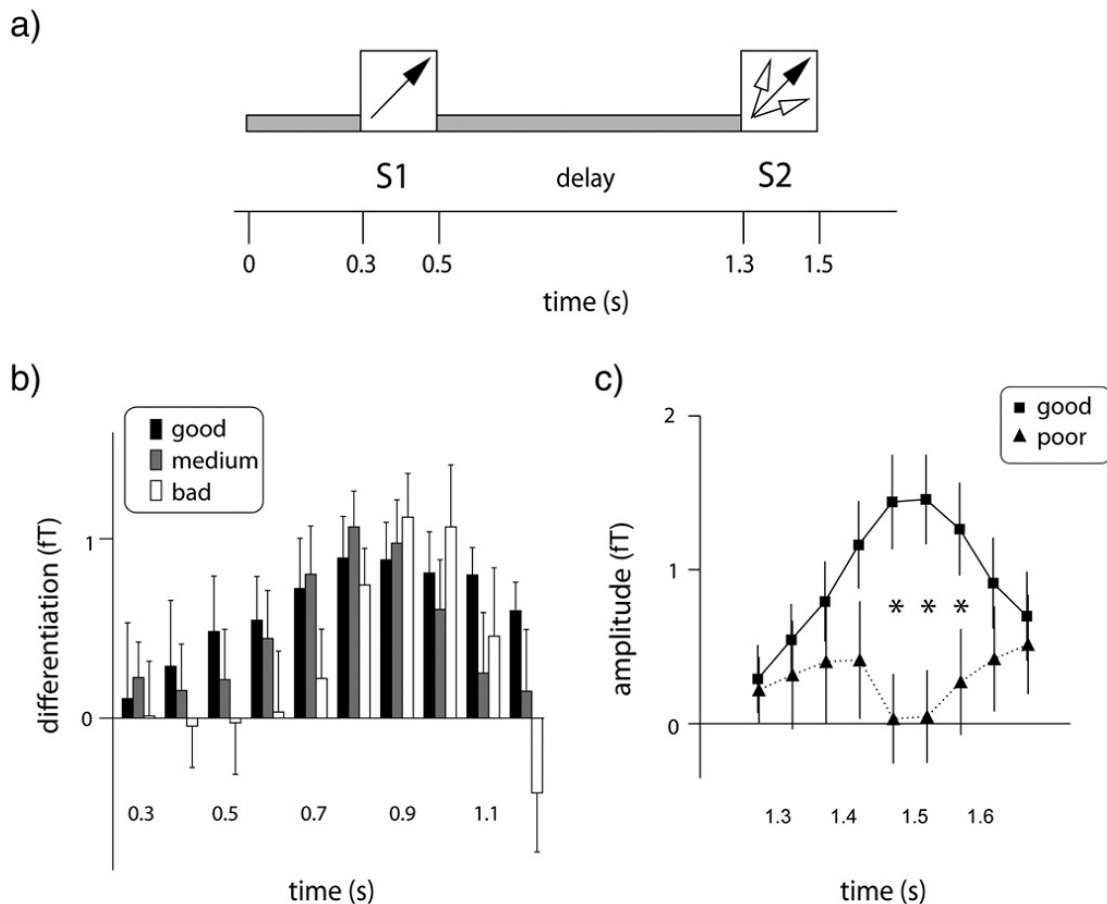 a)
S1
delay
S2
0 0.3 0.5 1.3 1.5
time (s)
b)
good
medium
bad
differentiation (fT)
1
0
0.3 0.5 0.7 0.9 1.1
time (s)
c)
good
poor
amplitude (fT)
2
1
0
* * *
1.3 1.4 1.5 1.6
time (s)